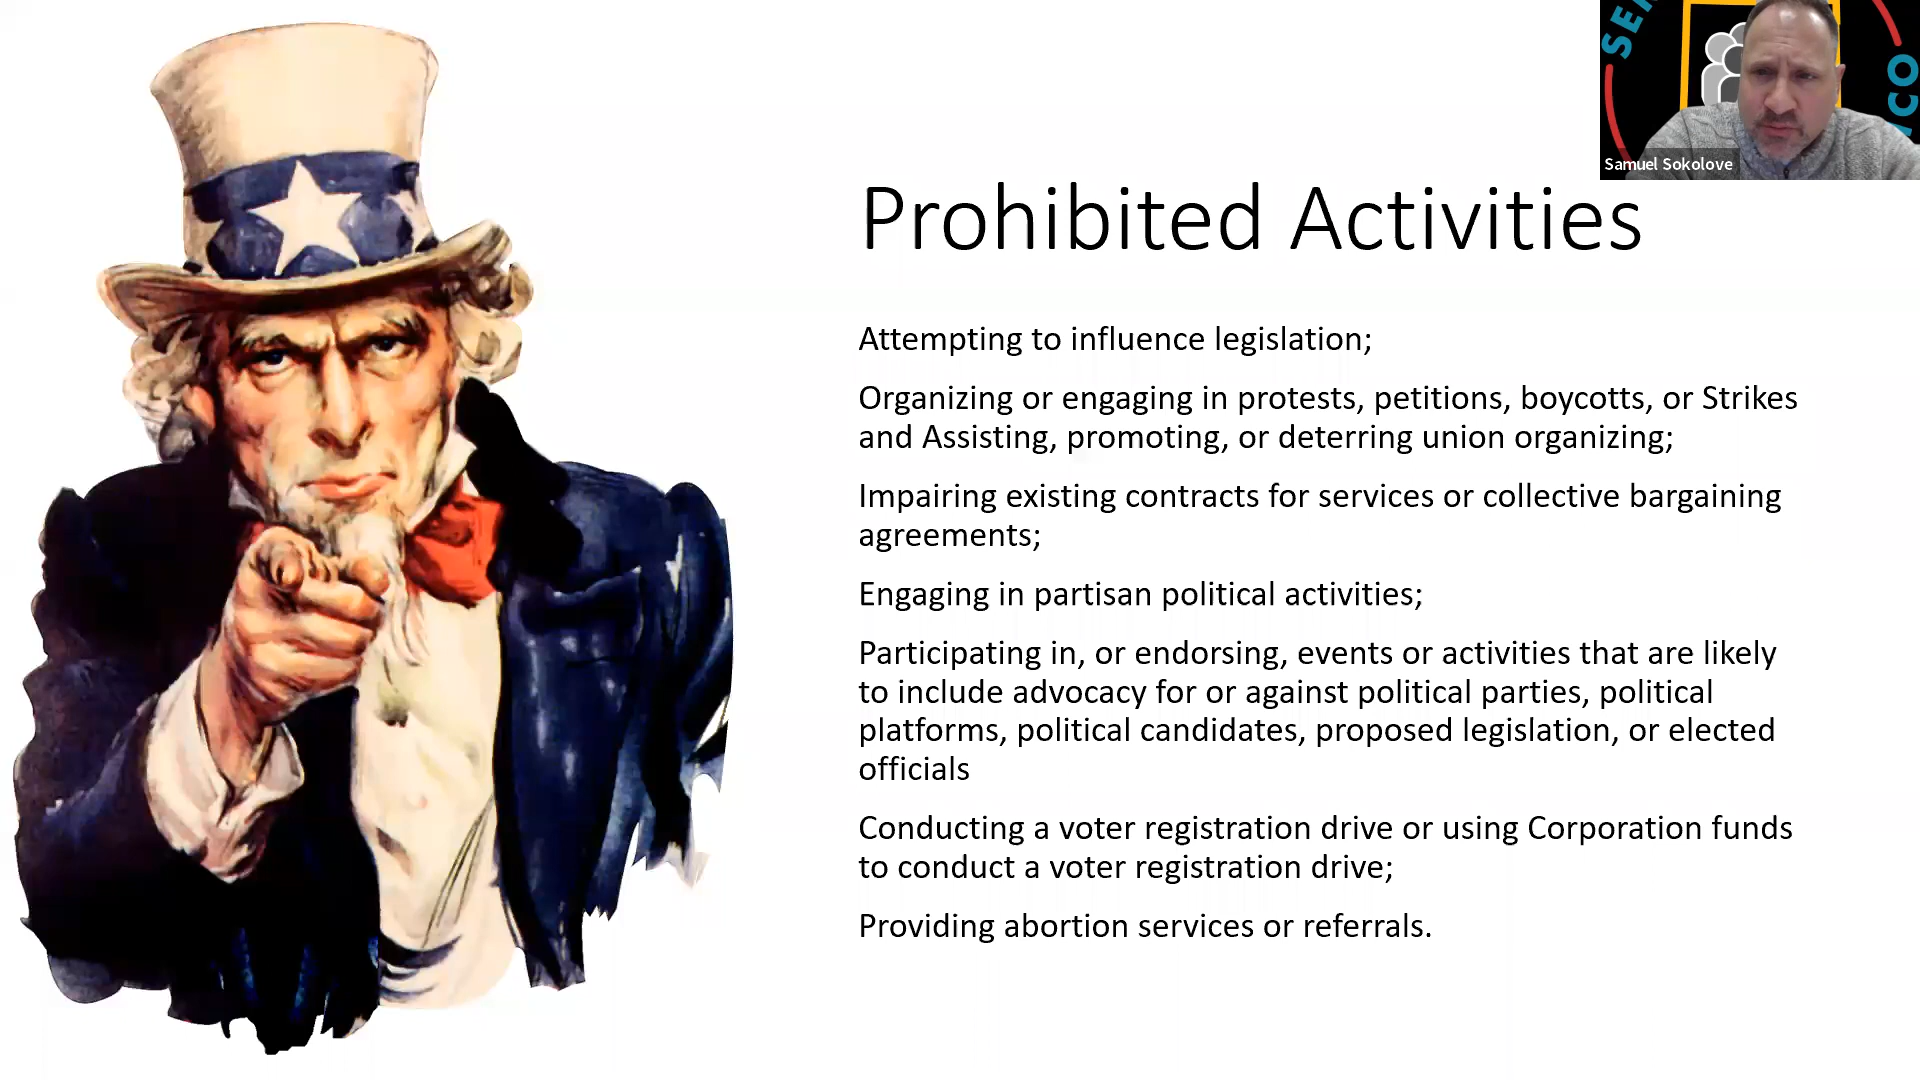 SER
ICO
Samuel Sokolove
Prohibited Activities
Attempting to influence legislation;
Organizing or engaging in protests, petitions, boycotts, or Strikes
and Assisting, promoting, or deterring union organizing;
Impairing existing contracts for services or collective bargaining
agreements;
Engaging in partisan political activities;
Participating in, or endorsing, events or activities that are likely
to include advocacy for or against political parties, political
platforms, political candidates, proposed legislation, or elected
officials
Conducting a voter registration drive or using Corporation funds
to conduct a voter registration drive;
Providing abortion services or referrals.